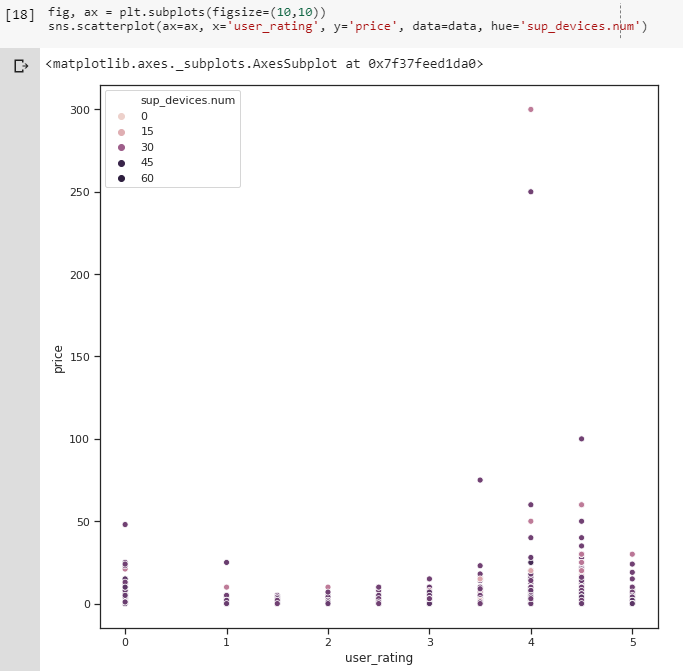 [18] fig, ax = plt.subplots(figsize=(10,10))
sns.scatterplot(ax=ax, x='user_rating', y='price', data=data, hue='sup_devices.num')
<matplotlib.axes._subplots.AxesSubplot at 0x7f37feed1da0>
sup_devices.num
0
15
30
45
60
300
250
200
150
100
50
0
price
0 1 2 3 4 5
user_rating